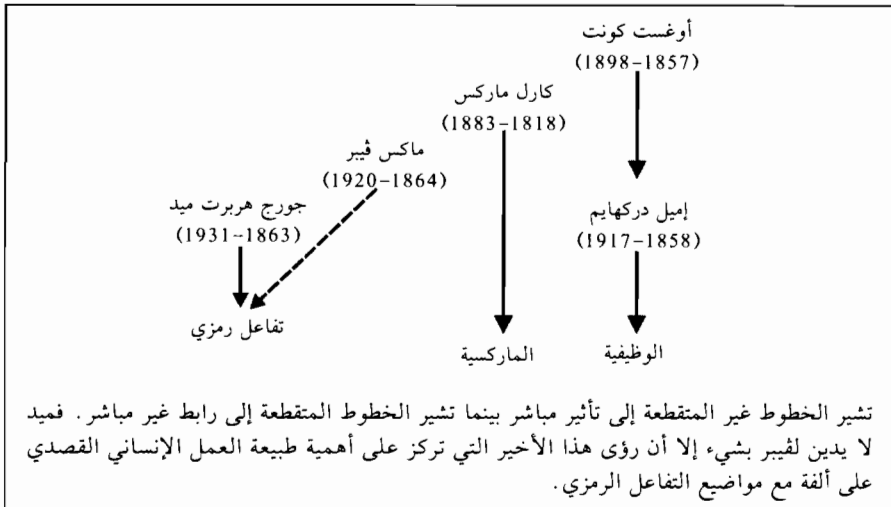 أوغست كونت
(1857-1898)
كارل ماركس
(1818-1883)
ماكس ڤيبر
(1864-1920)
جورج هربرت ميد
(1863-1931)
إميل دركهايم
(1858-1917)
تفاعل رمزي
الماركسية
الوظيفية
تشير الخطوط غير المتقطعة إلى تأثير مباشر بينما تشير الخطوط المتقطعة إلى رابط غير مباشر. فميد
لا يدين لڤيبر بشيء إلا أن رؤى هذا الأخير التي تركز على أهمية طبيعة العمل الإنساني القصدي
على ألفة مع مواضيع التفاعل الرمزي.